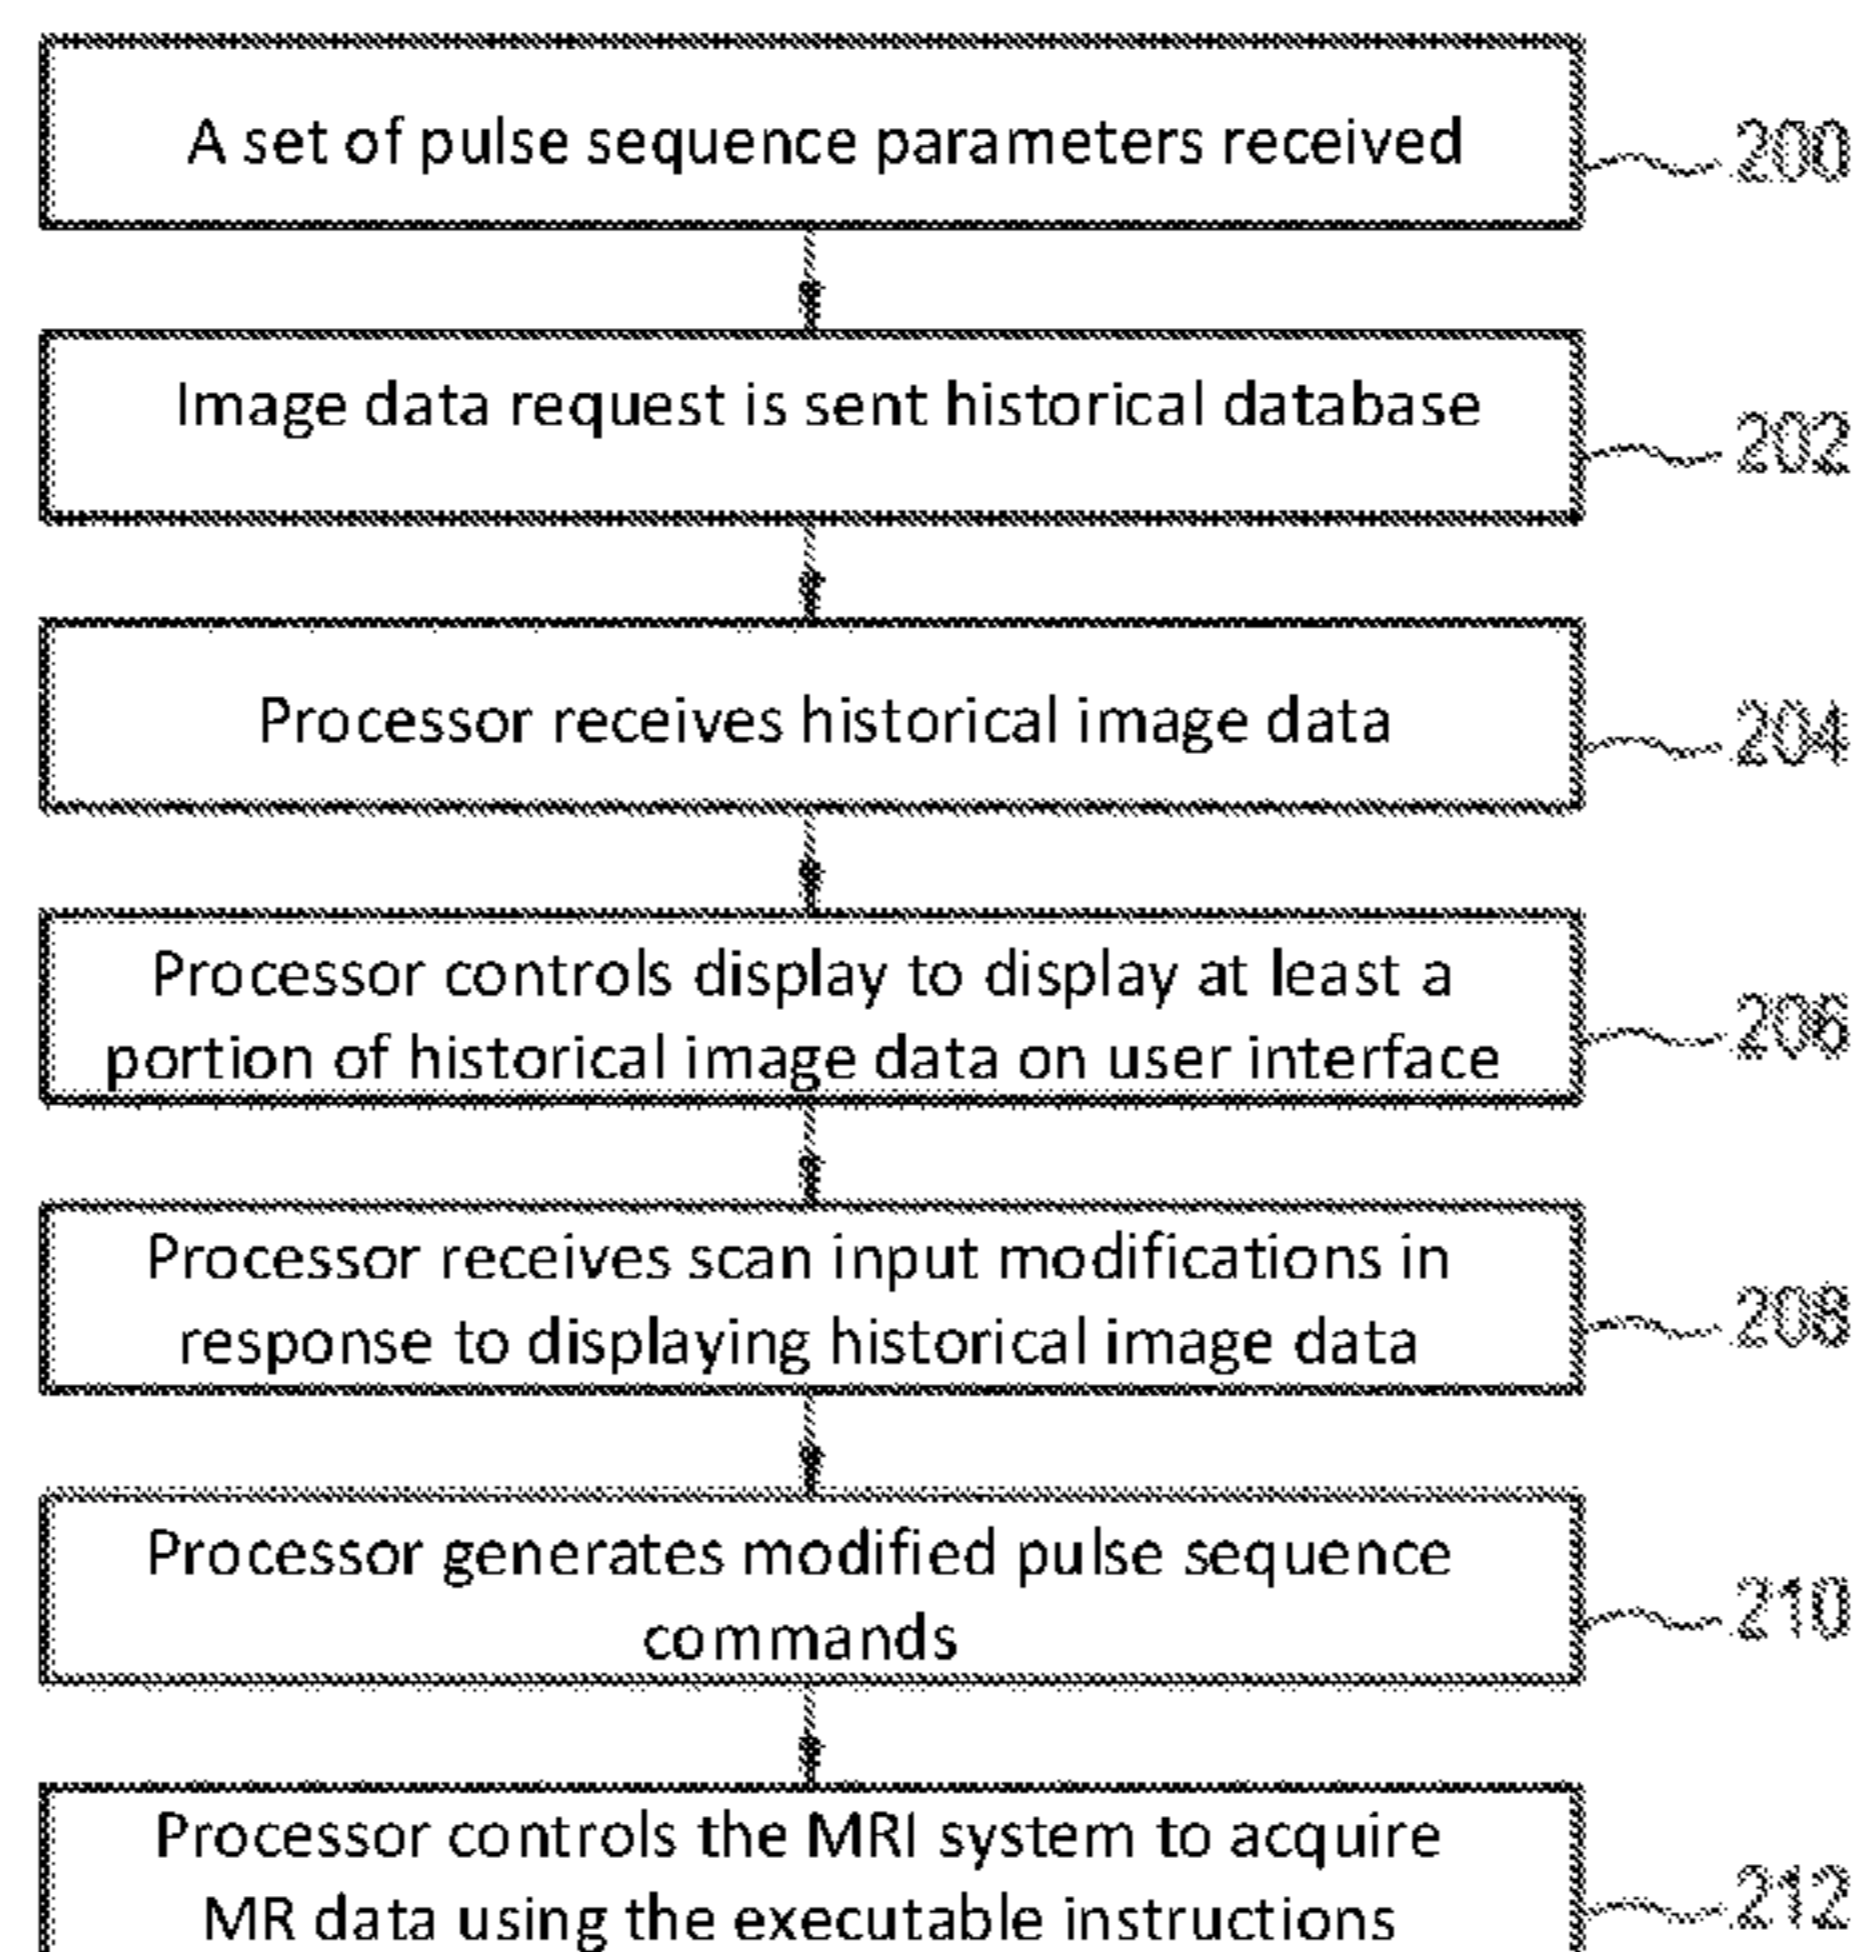 A set of pulse sequence parameters received
200
Image data request is sent historical database
202
Processor receives historical image data
204
Processor controls display to display at least a
portion of historical image data on user interface
206
Processor receives scan input modifications in
response to displaying historical image data
208
Processor generates modified pulse sequence
commands
210
Processor controls the MRI system to acquire
MR data using the executable instructions
212